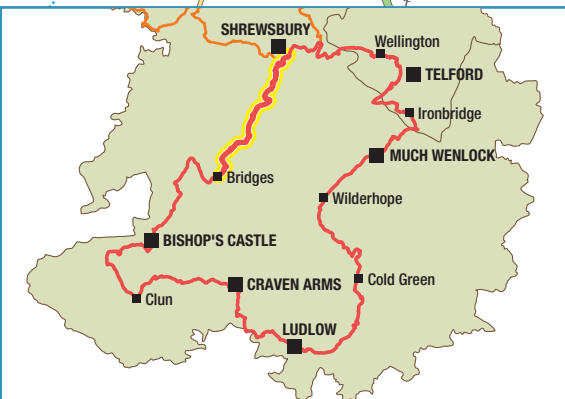 SHREWSBURY
Wellington
TELFORD
Ironbridge
MUCH WENLOCK
Bridges
Wilderhope
BISHOP'S CASTLE
Cold Green
CRAVEN ARMS
Clun
LUDLOW